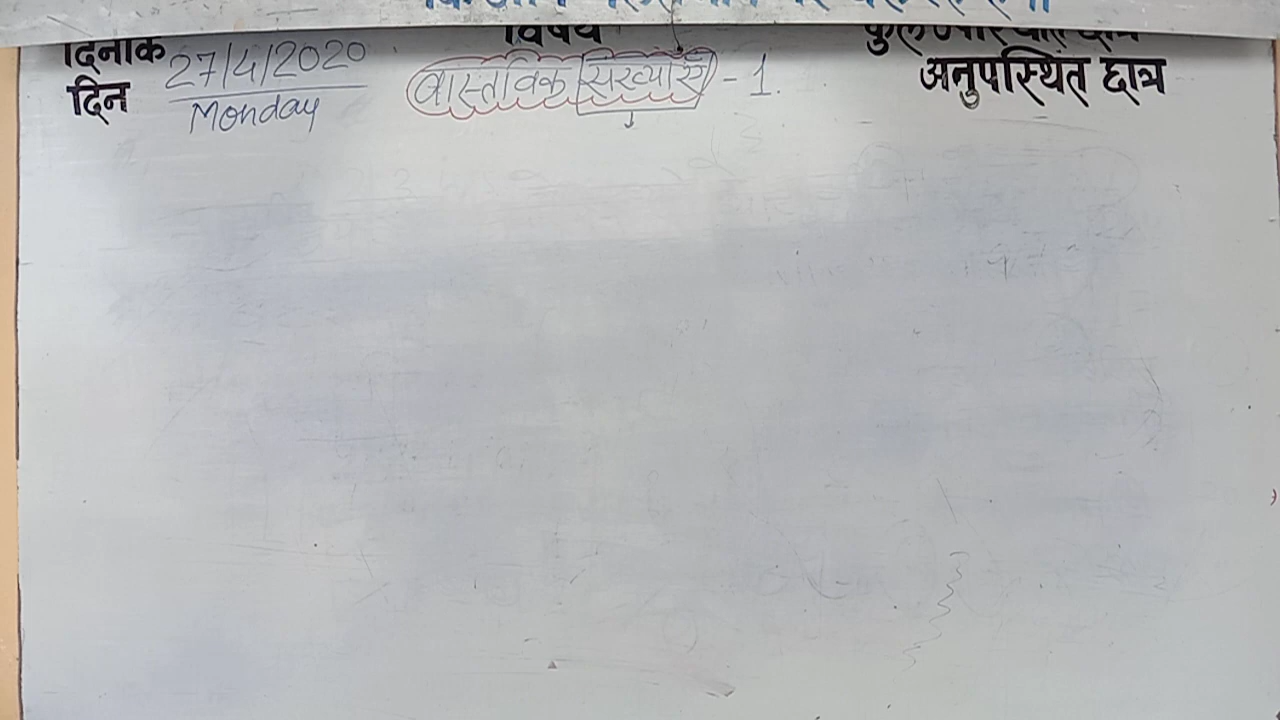 दिनांक 27/4/2020
विषय
दिन Monday
वास्तविक संख्याएँ - 1.
अनुपस्थित छात्र